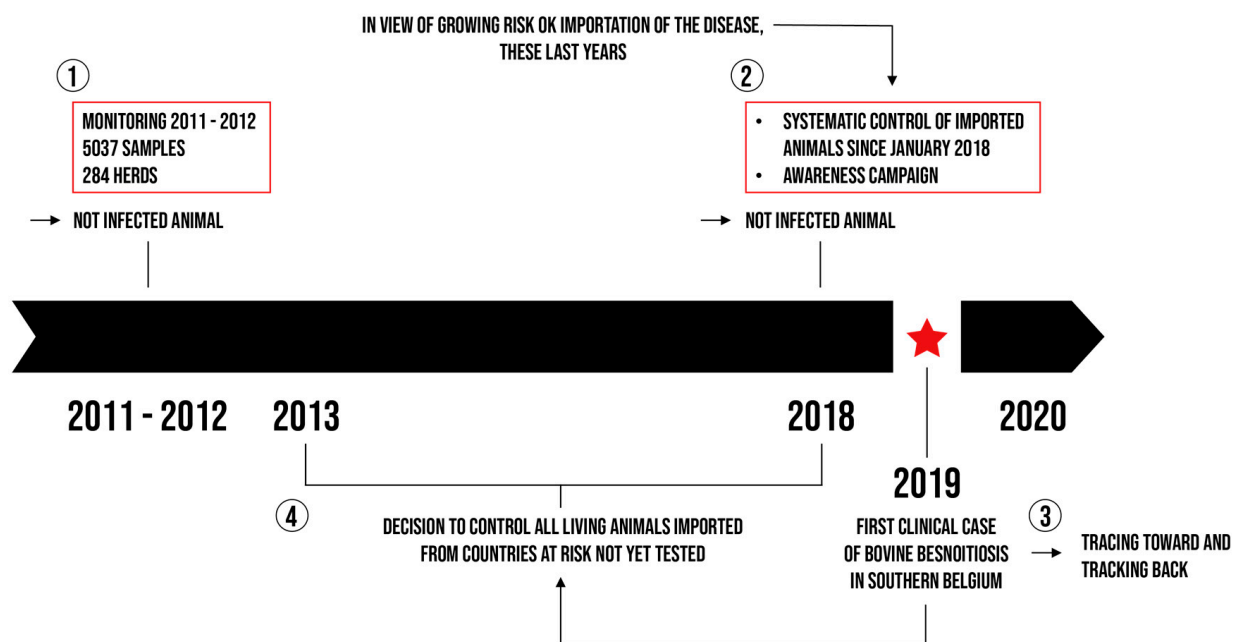 IN VIEW OF GROWING RISK OK IMPORTATION OF THE DISEASE,
THESE LAST YEARS
1
MONITORING 2011 - 2012
5037 SAMPLES
284 HERDS
→ NOT INFECTED ANIMAL
2
• SYSTEMATIC CONTROL OF IMPORTED
ANIMALS SINCE JANUARY 2018
• AWARENESS CAMPAIGN
→ NOT INFECTED ANIMAL
2011 - 2012
2013
2018
2020
2019
4
DECISION TO CONTROL ALL LIVING ANIMALS IMPORTED
FROM COUNTRIES AT RISK NOT YET TESTED
FIRST CLINICAL CASE
OF BOVINE BESNOITIOSIS
IN SOUTHERN BELGIUM
3
→ TRACING TOWARD AND
TRACKING BACK